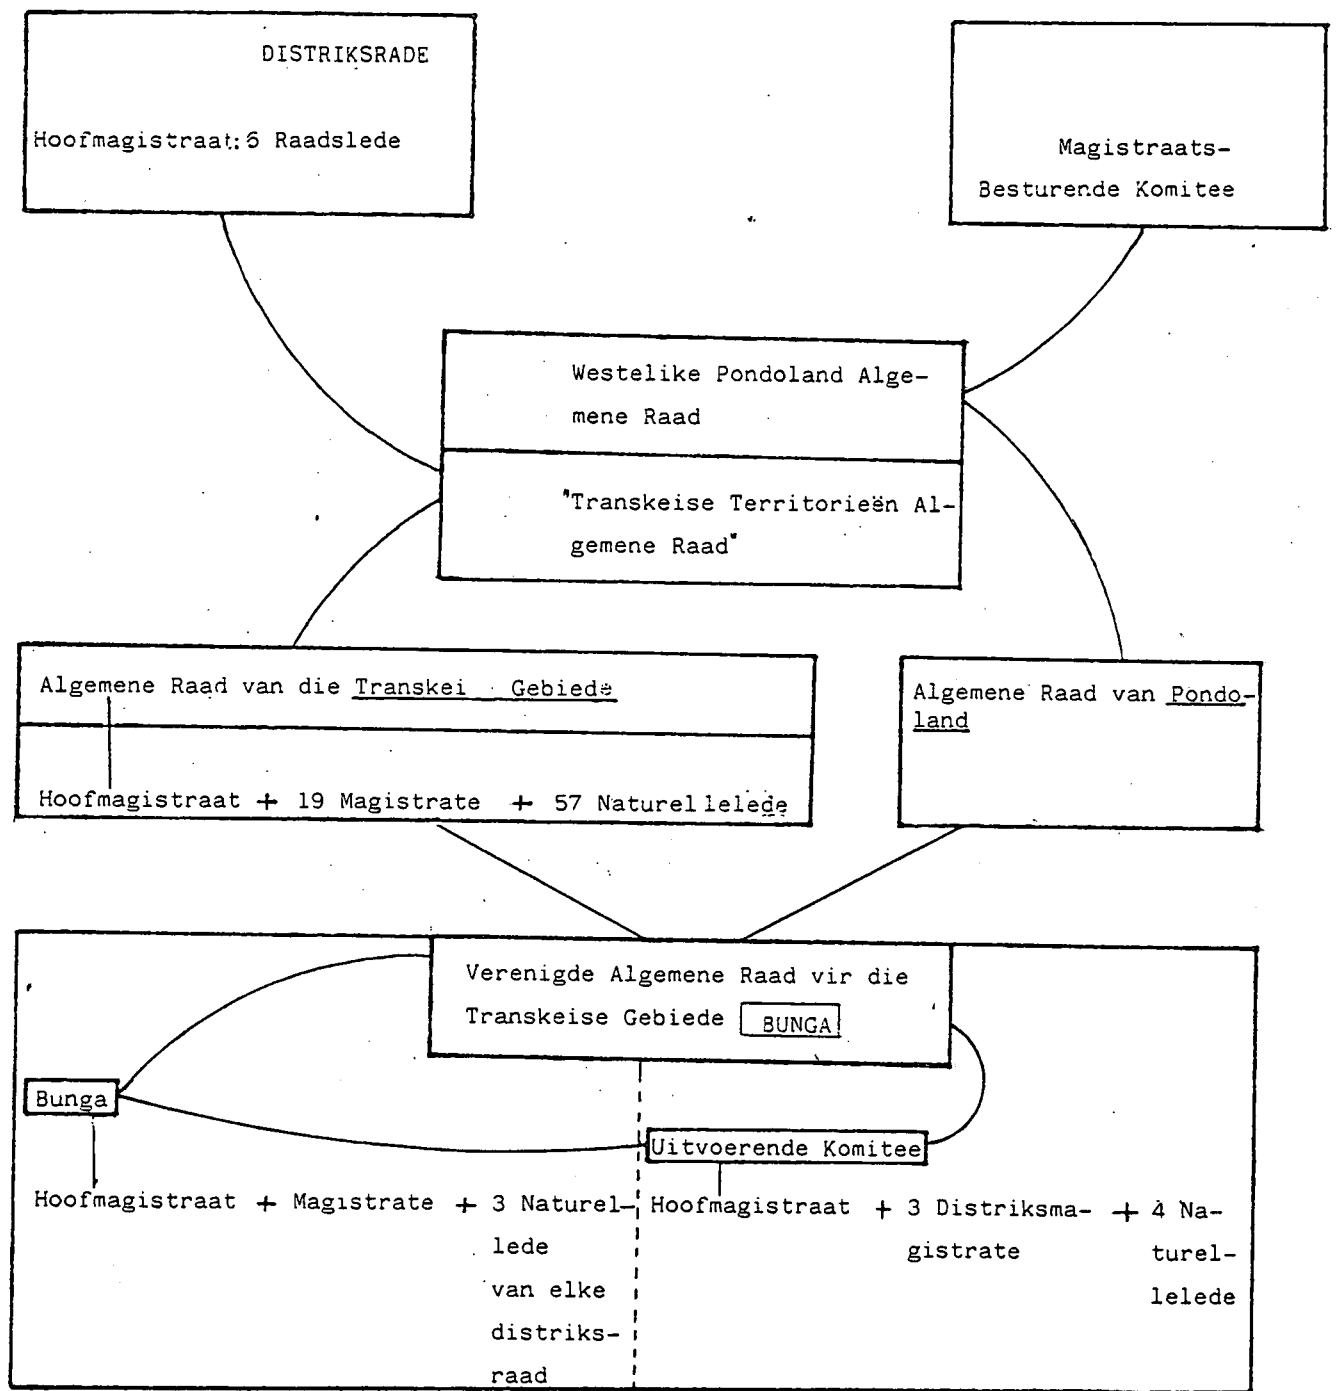 DISTRIKSRADE
Hoofmagistraat: 6 Raadslede
Magistraats-
Besturende Komitee
Westelike Pondoland Alge-
mene Raad
"Transkeise Territorieën Al-
gemene Raad"
Algemene Raad van die Transkei Gebiede
Hoofmagistraat + 19 Magistrate + 57 Naturellelede
Algemene Raad van Pondo-
land
Verenigde Algemene Raad vir die
Transkeise Gebiede BUNGA
Bunga
Hoofmagistraat + Magistrate + 3 Naturel-
lede
van elke
distriks-
raad
Uitvoerende Komitee
Hoofmagistraat + 3 Distriksma- + 4 Na-
gistrate turel-
lelede